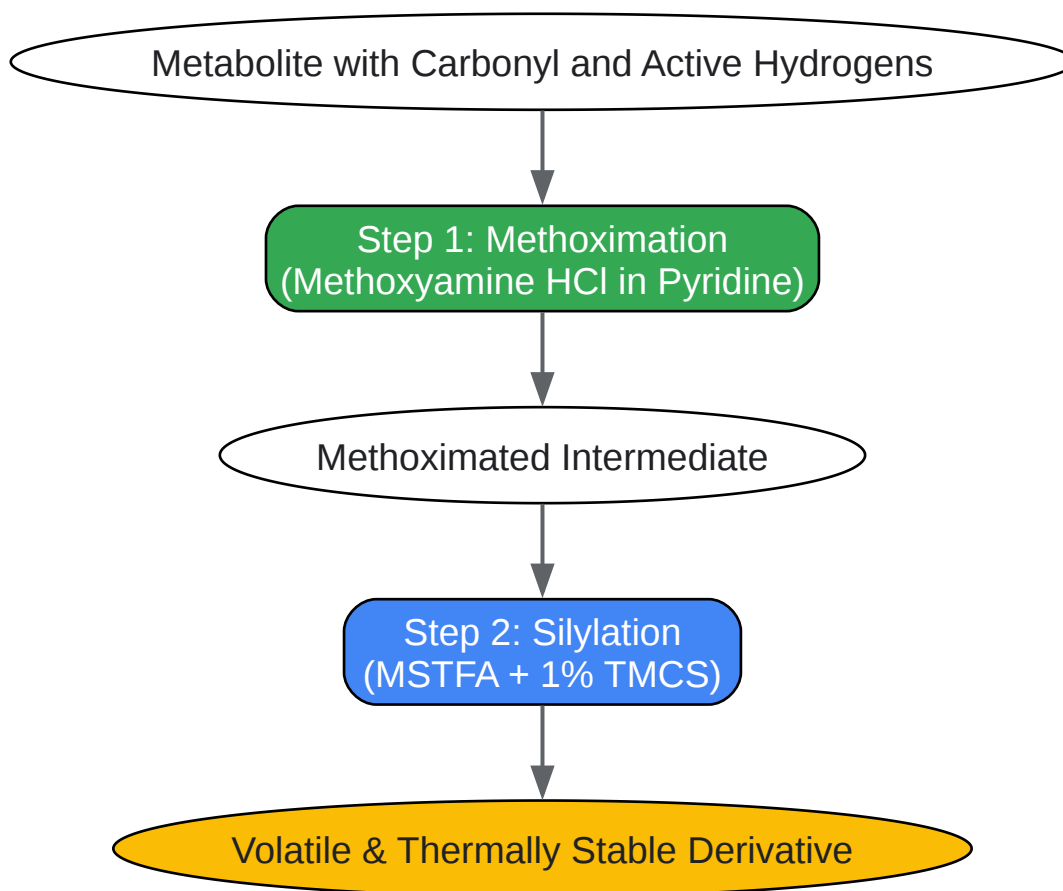 Metabolite with Carbonyl and Active Hydrogens
Step 1: Methoximation
(Methoxyamine HCl in Pyridine)
Methoximated Intermediate
Step 2: Silylation
(MSTFA + 1% TMCS)
Volatile & Thermally Stable Derivative